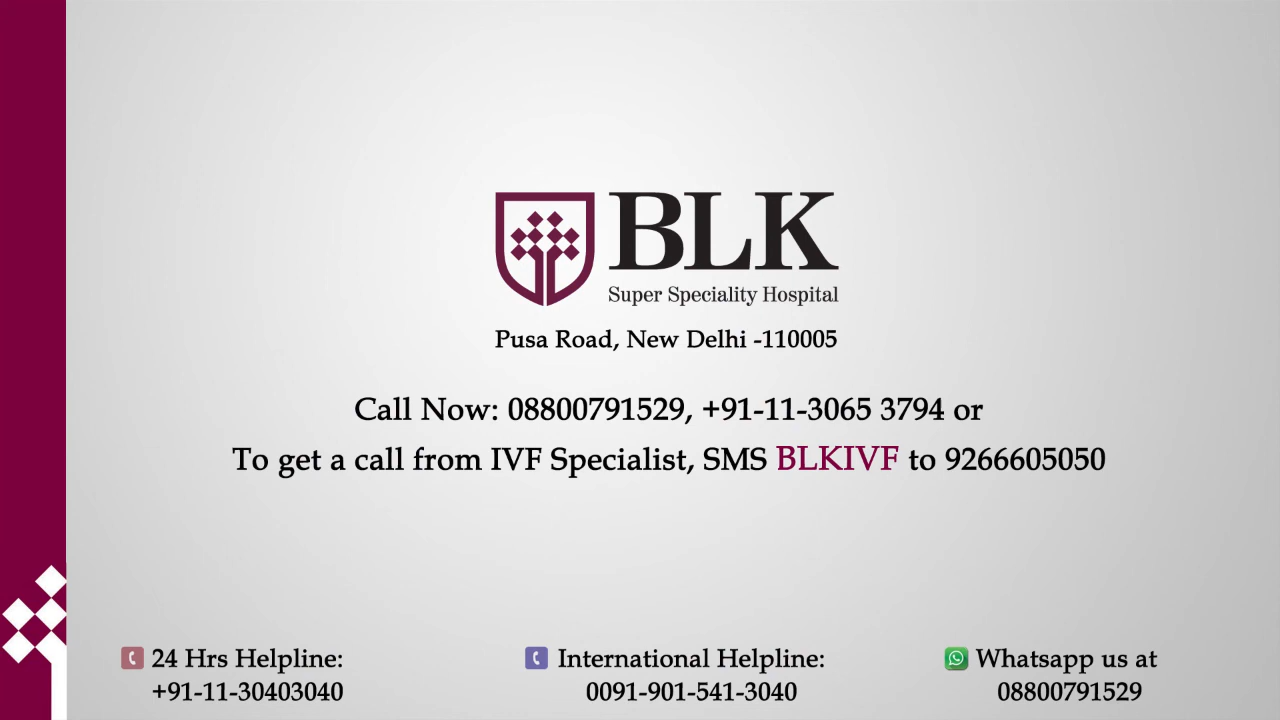 BLK
Super Speciality Hospital
Pusa Road, New Delhi -110005
Call Now: 08800791529, +91-11-3065 3794 or
To get a call from IVF Specialist, SMS BLKIVF to 9266605050
24 Hrs Helpline:
+91-11-30403040
International Helpline:
0091-901-541-3040
Whatsapp us at
08800791529